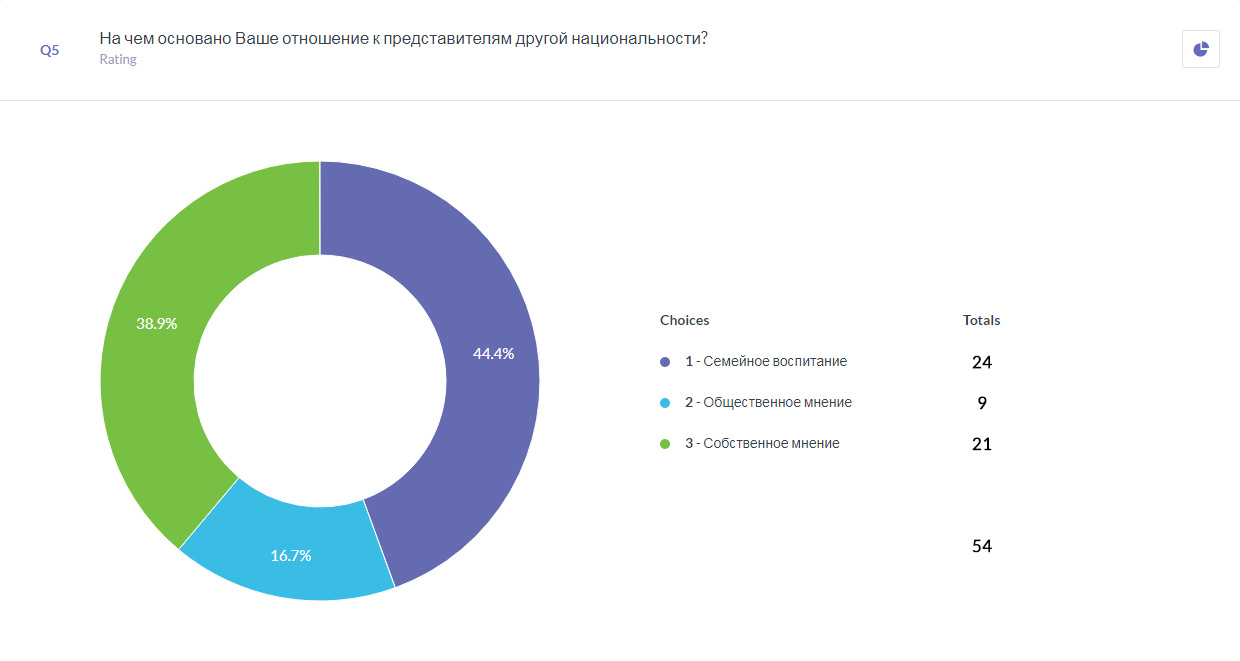 Q5
На чем основано Ваше отношение к представителям другой национальности?
Rating
38.9%
44.4%
16.7%
Choices Totals
1 - Семейное воспитание 24
2 - Общественное мнение 9
3 - Собственное мнение 21
54